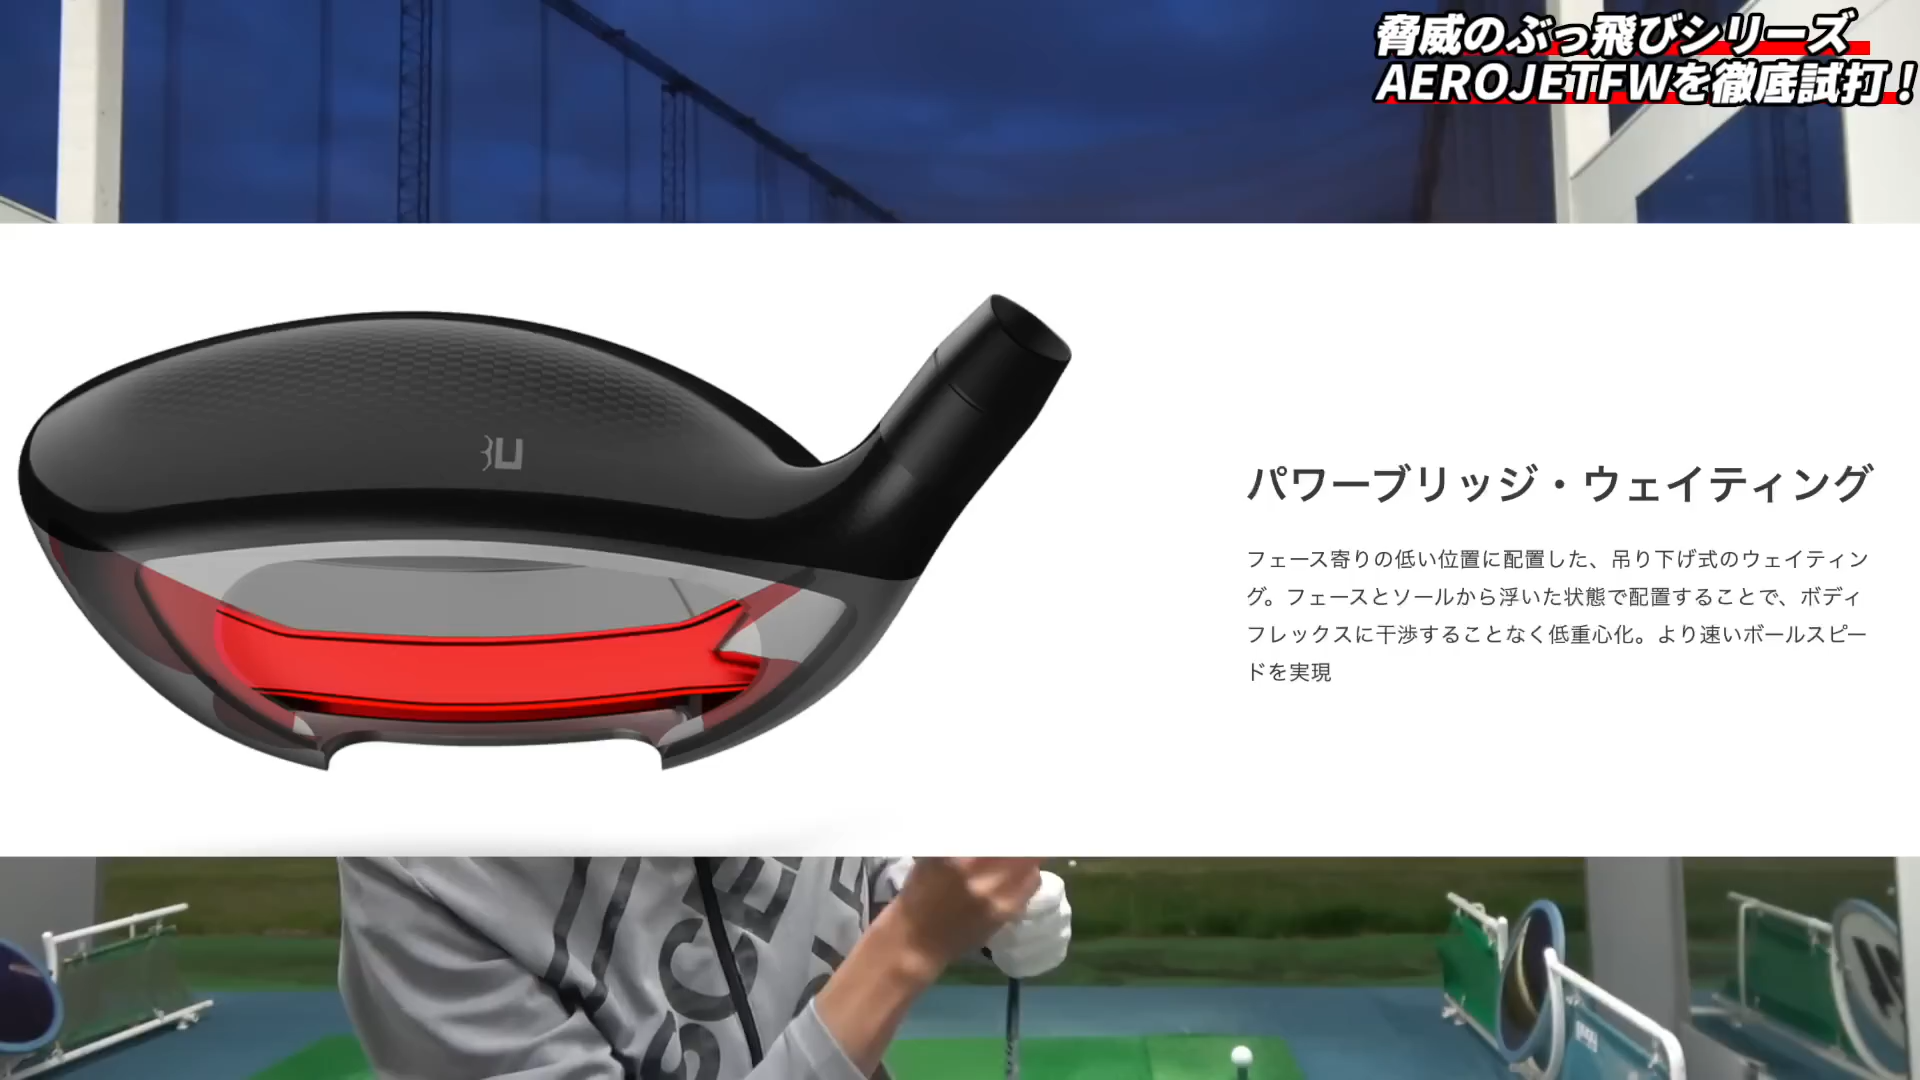 脅威のぶっ飛びシリーズ
AEROJETFWを徹底試打！
パワーブリッジ・ウェイティング
フェース寄りの低い位置に配置した、吊り下げ式のウェイティン
グ。フェースとソールから浮いた状態で配置することで、ボディ
フレックスに干渉することなく低重心化。より速いボールスピー
ドを実現